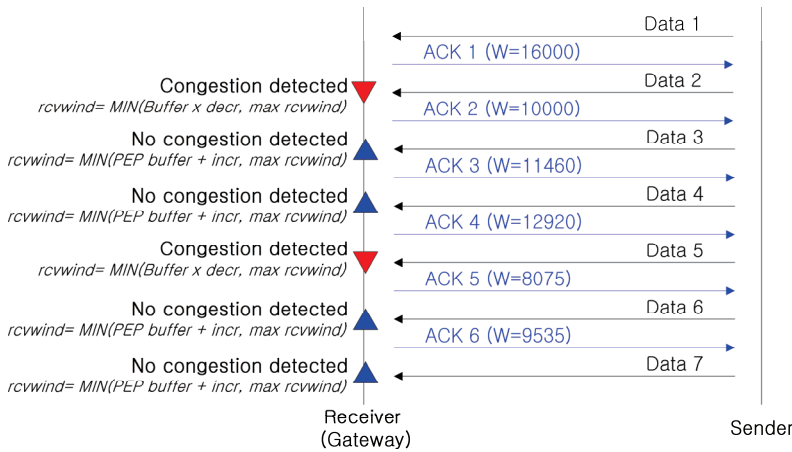 Data 1
ACK 1 (W=16000)
Congestion detected
Data 2
rcvwind= MIN(Buffer x decr, max rcvwind)
ACK 2 (W=10000)
No congestion detected
Data 3
rcvwind= MIN(PEP buffer + incr, max rcvwind)
ACK 3 (W=11460)
No congestion detected
Data 4
rcvwind= MIN(PEP buffer + incr, max rcvwind)
ACK 4 (W=12920)
Congestion detected
Data 5
rcvwind= MIN(Buffer x decr, max rcvwind)
ACK 5 (W=8075)
No congestion detected
Data 6
rcvwind= MIN(PEP buffer + incr, max rcvwind)
ACK 6 (W=9535)
No congestion detected
Data 7
rcvwind= MIN(PEP buffer + incr, max rcvwind)
Receiver
(Gateway)
Sender